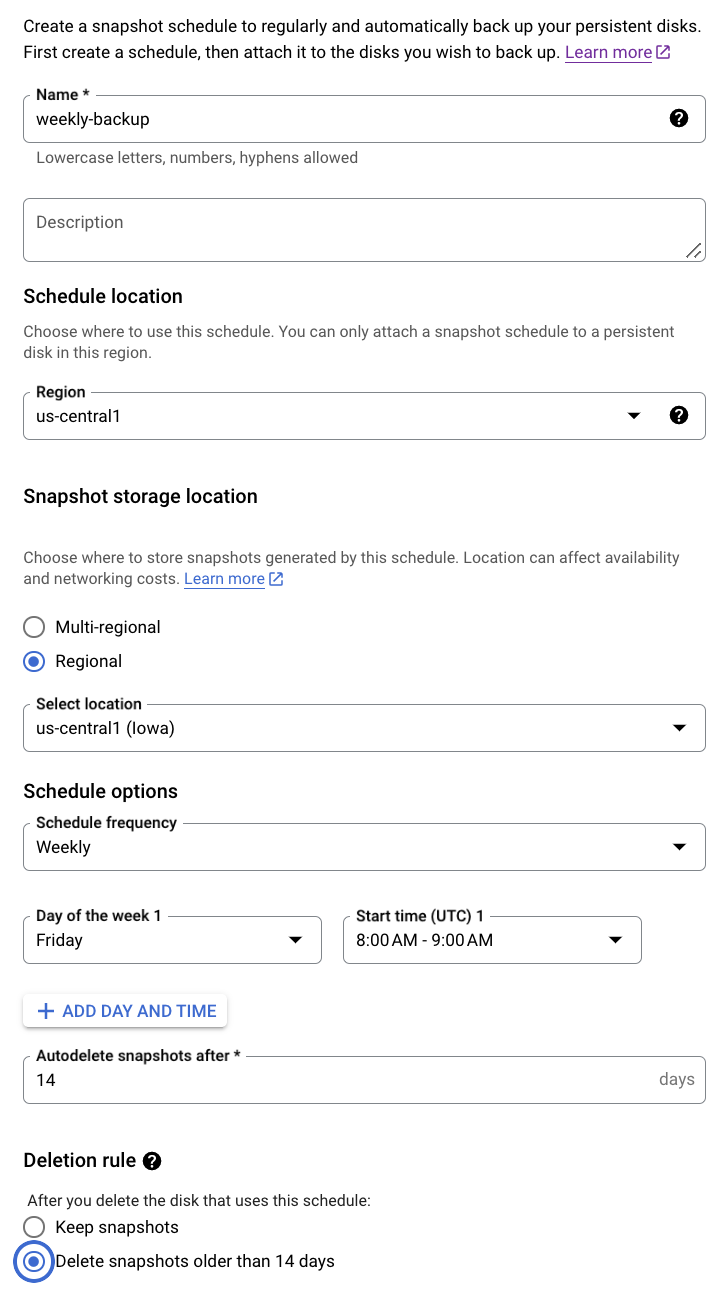 Create a snapshot schedule to regularly and automatically back up your persistent disks.
First create a schedule, then attach it to the disks you wish to back up. Learn more
Name *
weekly-backup
Lowercase letters, numbers, hyphens allowed
Description
Schedule location
Choose where to use this schedule. You can only attach a snapshot schedule to a persistent
disk in this region.
Region
us-central1
Snapshot storage location
Choose where to store snapshots generated by this schedule. Location can affect availability
and networking costs. Learn more
Multi-regional
Regional
Select location
us-central1 (Iowa)
Schedule options
Schedule frequency
Weekly
Day of the week 1
Friday
Start time (UTC) 1
8:00 AM - 9:00 AM
ADD DAY AND TIME
Autodelete snapshots after *
14 days
Deletion rule
After you delete the disk that uses this schedule:
Keep snapshots
Delete snapshots older than 14 days